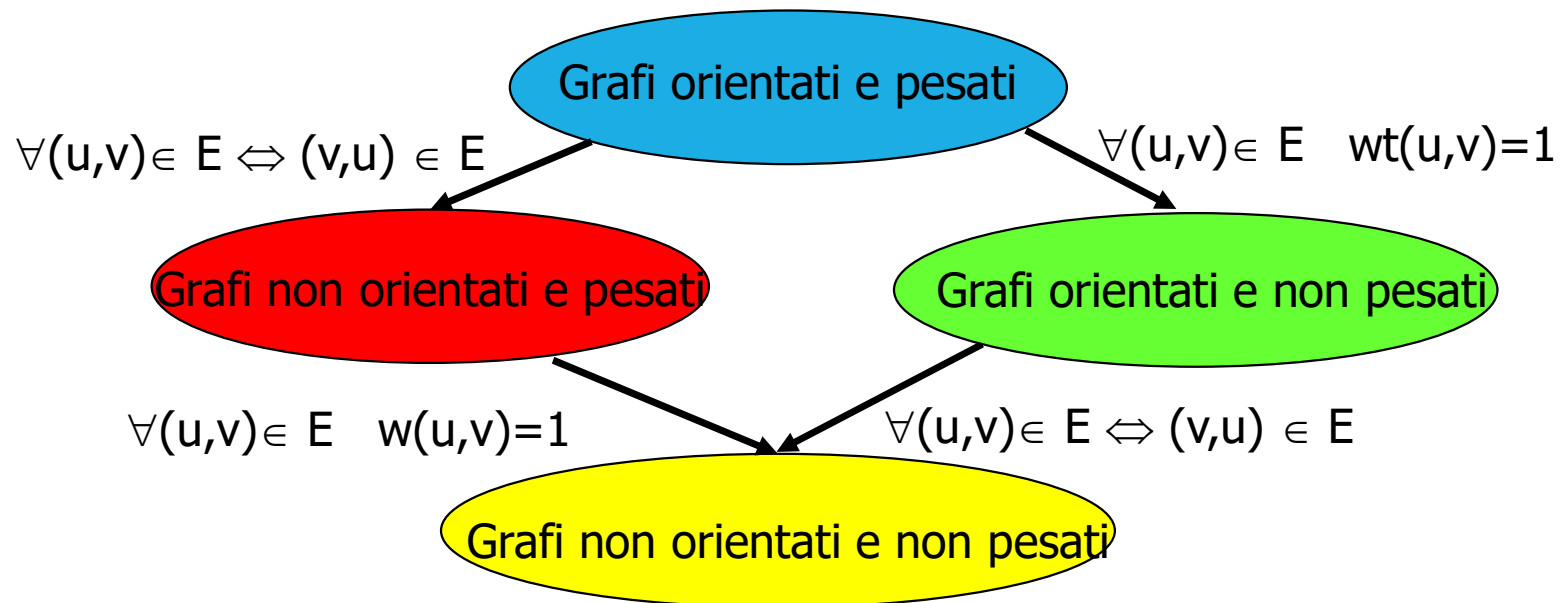 Grafi orientati e pesati
∀(u,v)∈ E ⇔ (v,u) ∈ E
∀(u,v)∈ E wt(u,v)=1
Grafi non orientati e pesati
Grafi orientati e non pesati
∀(u,v)∈ E w(u,v)=1
∀(u,v)∈ E ⇔ (v,u) ∈ E
Grafi non orientati e non pesati